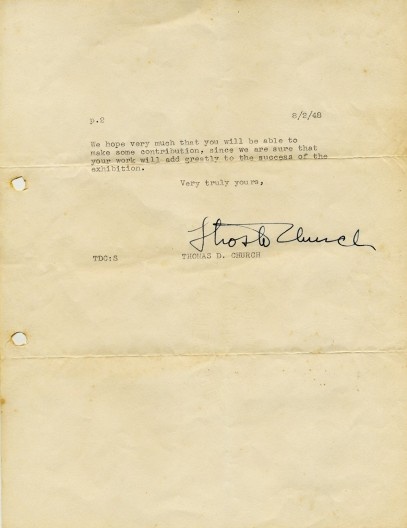 p.2 8/2/48
We hope very much that you will be able to
make some contribution, since we are sure that
your work will add greatly to the success of the
exhibition.
Very truly yours,
Thos D Church
TDC:S THOMAS D. CHURCH